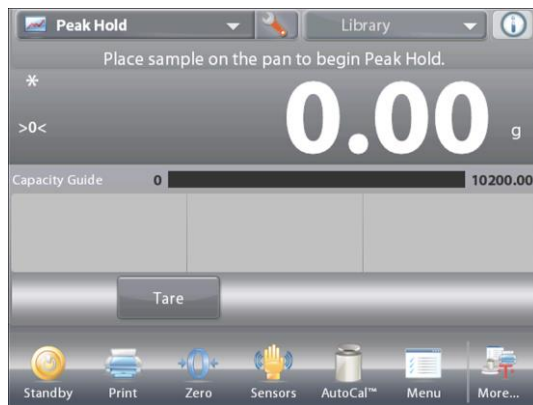 Peak Hold
Library
Place sample on the pan to begin Peak Hold.
*
>0<
0.00 g
Capacity Guide 0 10200.00
Tare
→0←
Standby Print Zero Sensors AutoCal™ Menu More...